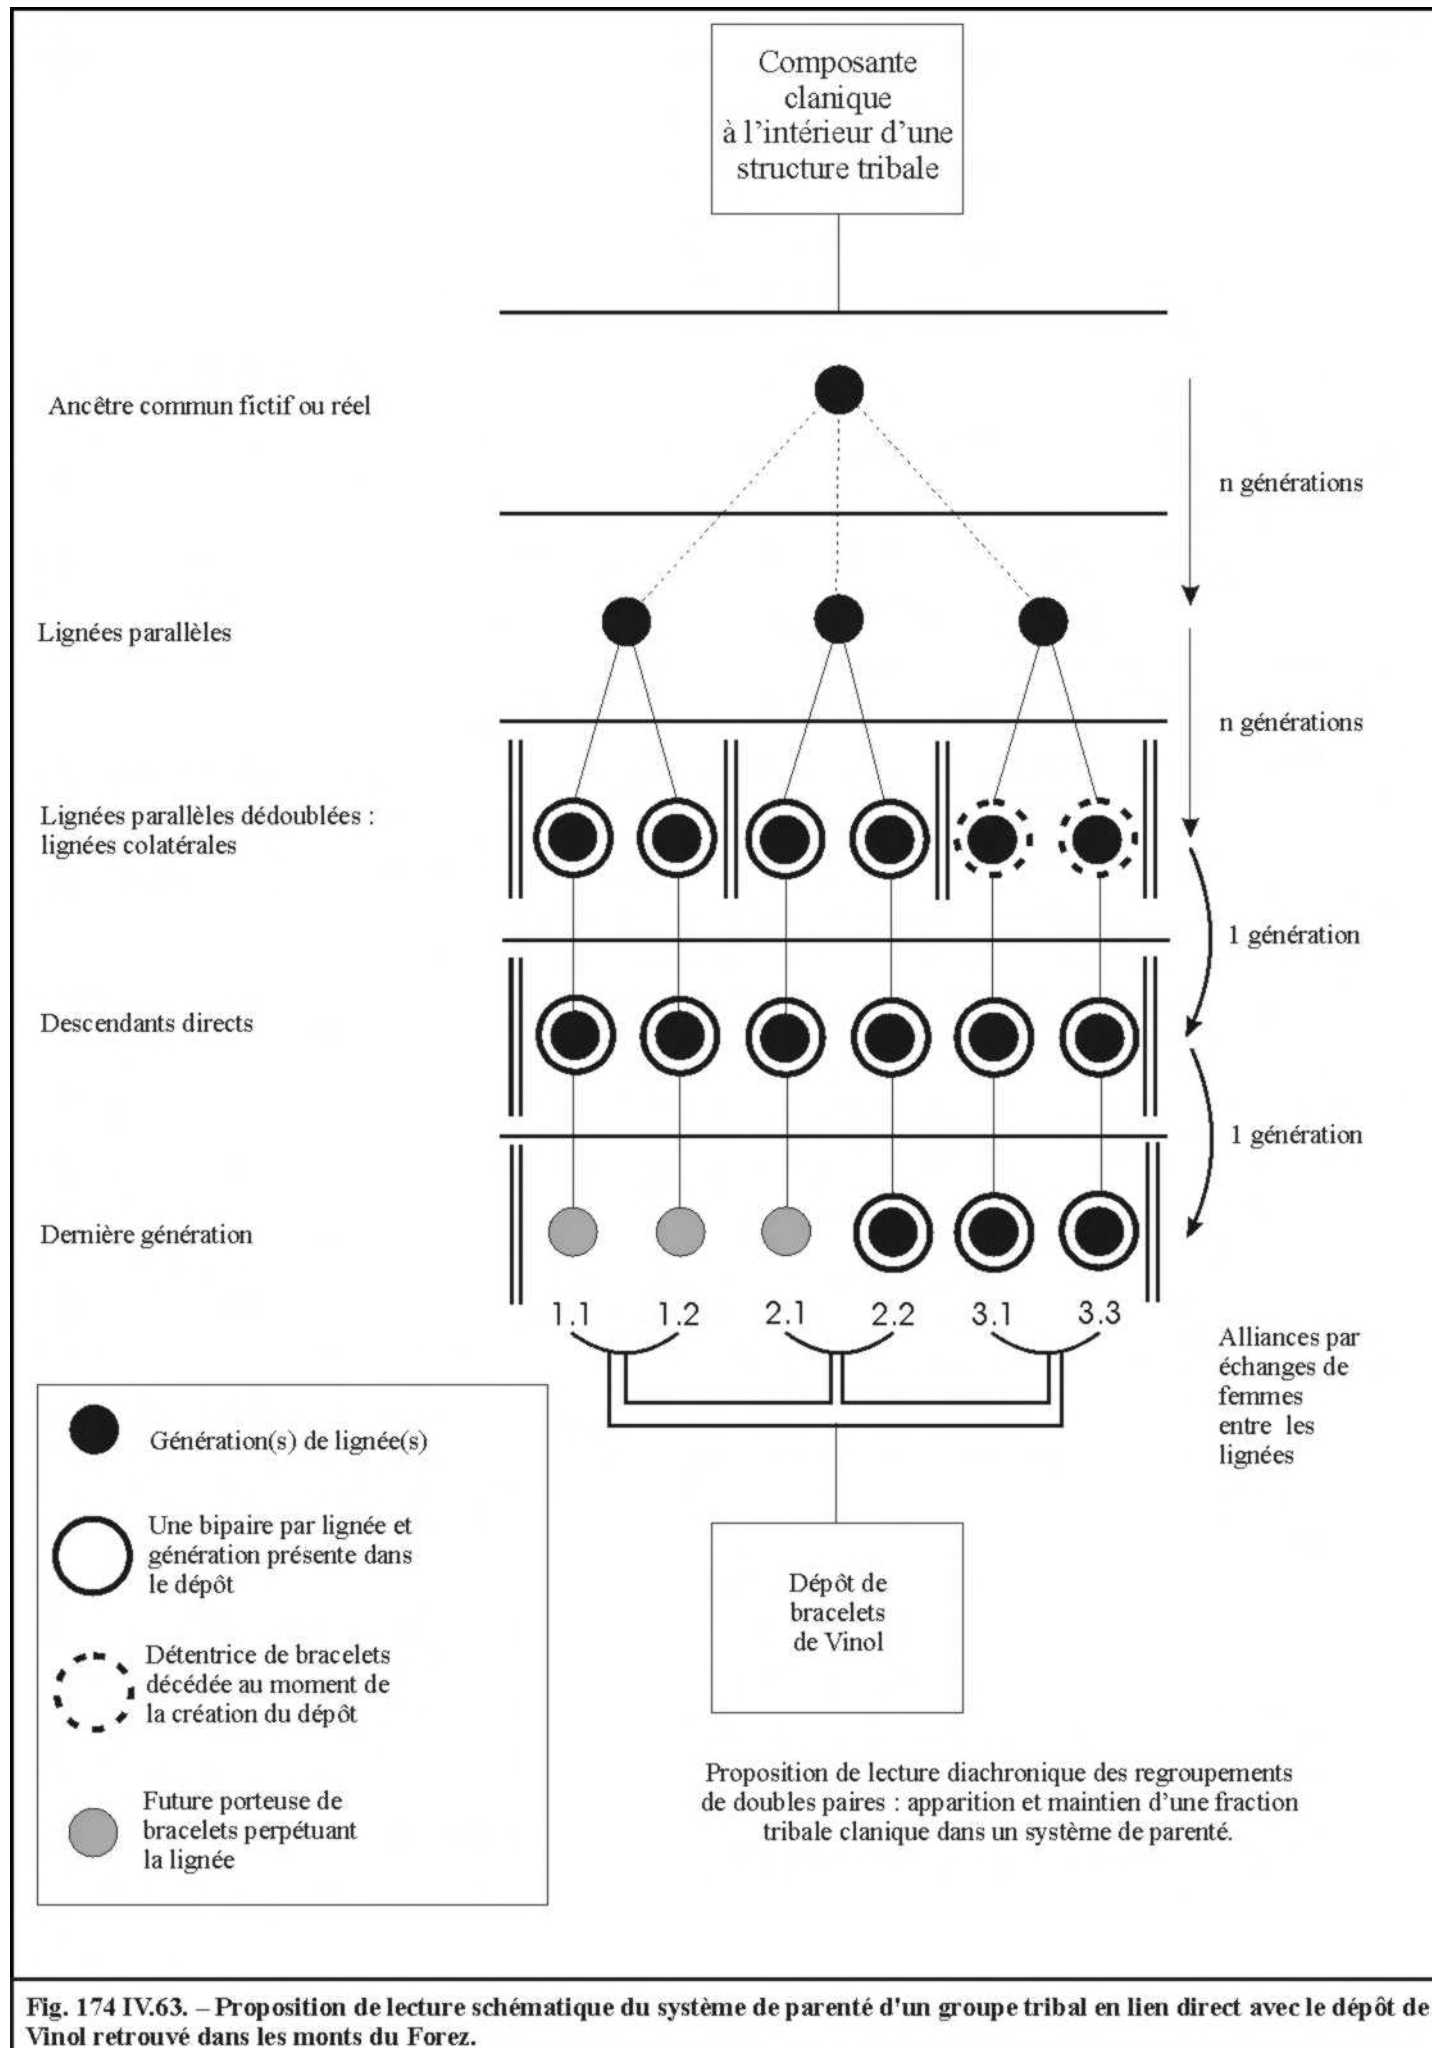 Composante
clanique
à l'intérieur d'une
structure tribale
Ancêtre commun fictif ou réel
n générations
Lignées parallèles
n générations
Lignées parallèles dédoublées :
lignées colatérales
1 génération
Descendants directs
1 génération
Dernière génération
1.1 1.2 2.1 2.2 3.1 3.3
Alliances par
échanges de
femmes
entre les
lignées
Génération(s) de lignée(s)
Une bipaire par lignée et
génération présente dans
le dépôt
Détentrice de bracelets
décédée au moment de
la création du dépôt
Future porteuse de
bracelets perpétuant
la lignée
Dépôt de
bracelets
de Vinol
Proposition de lecture diachronique des regroupements
de doubles paires : apparition et maintien d'une fraction
tribale clanique dans un système de parenté.
Fig. 174 IV.63. – Proposition de lecture schématique du système de parenté d'un groupe tribal en lien direct avec le dépôt de
Vinol retrouvé dans les monts du Forez.